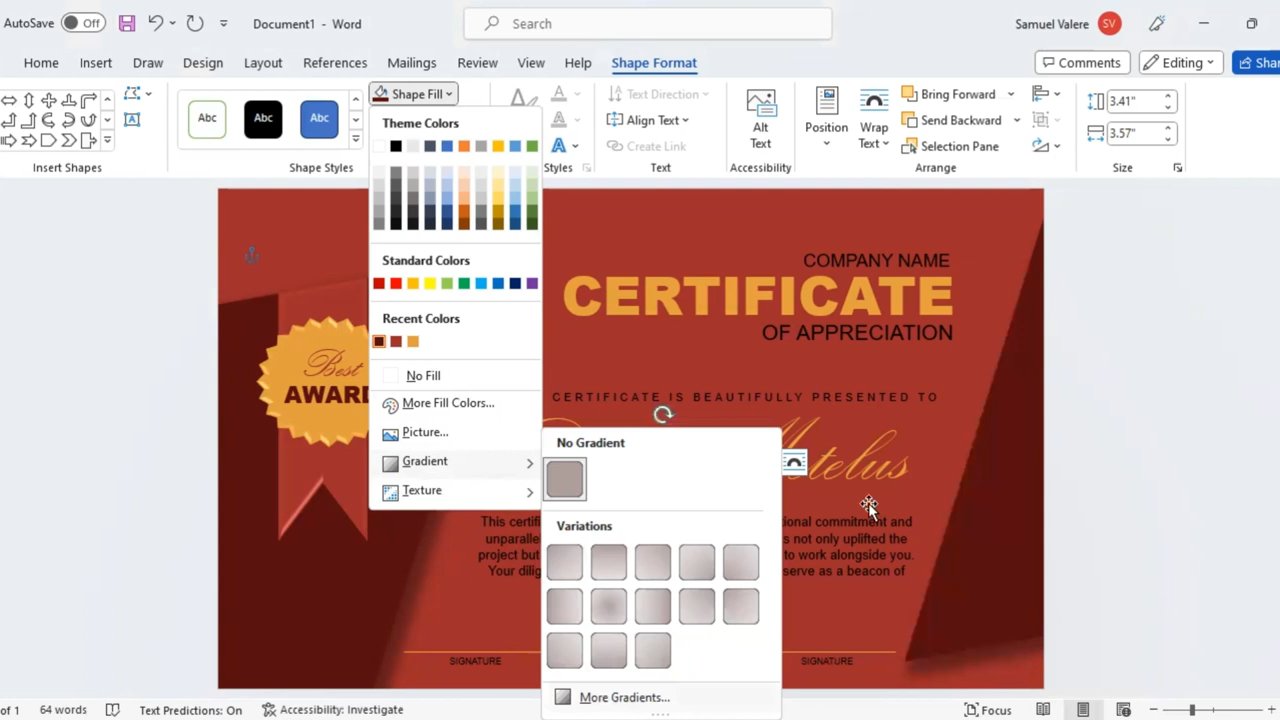 AutoSave Off Document1 - Word Search Samuel Valere SV
Home Insert Draw Design Layout References Mailings Review View Help Shape Format Comments Editing
Abc Abc Abc Shape Fill Text Direction Bring Forward 3.41"
Align Text Send Backward
Create Link Alt Text Position Wrap Text Selection Pane 3.57"
Insert Shapes Shape Styles Styles Text Accessibility Arrange Size
Theme Colors
Standard Colors
Recent Colors
No Fill
More Fill Colors...
Picture...
Gradient
Texture
No Gradient
Variations
More Gradients...
COMPANY NAME
CERTIFICATE
OF APPRECIATION
Best
CERTIFICATE IS BEAUTIFULLY PRESENTED TO
This commitment and
not only uplifted the
project to work alongside you.
Your serve as a beacon of
SIGNATURE SIGNATURE
of 1 64 words Text Predictions: On Accessibility: Investigate Focus